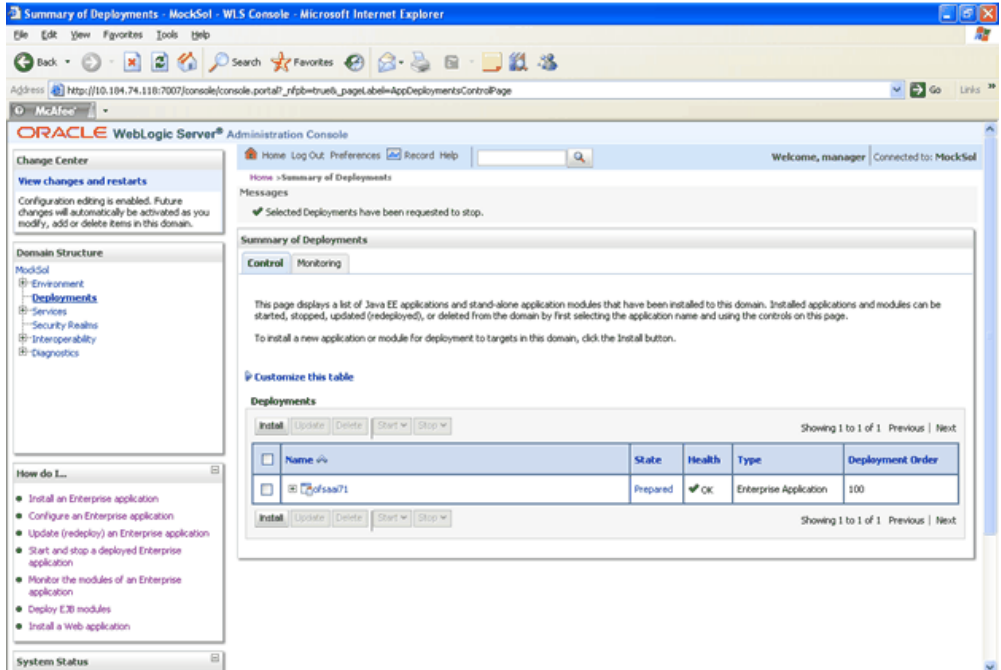 Summary of Deployments - MockSol - WLS Console - Microsoft Internet Explorer
File Edit View Favorites Tools Help
Back Search Favorites
Address http://10.184.74.118:7007/console/console.portal?_nfpb=true&_pageLabel=AppDeploymentsControlPage Go Links »
McAfee
ORACLE WebLogic Server® Administration Console
Change Center
View changes and restarts
Configuration editing is enabled. Future
changes will automatically be activated as you
modify, add or delete items in this domain.
Domain Structure
MockSol
Environment
Deployments
Services
Security Realms
Interoperability
Diagnostics
How do I...
Install an Enterprise application
Configure an Enterprise application
Update (redeploy) an Enterprise application
Start and stop a deployed Enterprise
application
Monitor the modules of an Enterprise
application
Deploy EJB modules
Install a Web application
System Status
Home Log Out Preferences Record Help
Welcome, manager Connected to: MockSol
Home >Summary of Deployments
Messages
Selected Deployments have been requested to stop.
Summary of Deployments
Control Monitoring
This page displays a list of Java EE applications and stand-alone application modules that have been installed to this domain. Installed applications and modules can be
started, stopped, updated (redeployed), or deleted from the domain by first selecting the application name and using the controls on this page.
To install a new application or module for deployment to targets in this domain, click the Install button.
Customize this table
Deployments
Install Update Delete Start Stop Showing 1 to 1 of 1 Previous | Next
Name State Health Type Deployment Order
ofsaai71 Prepared OK Enterprise Application 100
Install Update Delete Start Stop Showing 1 to 1 of 1 Previous | Next